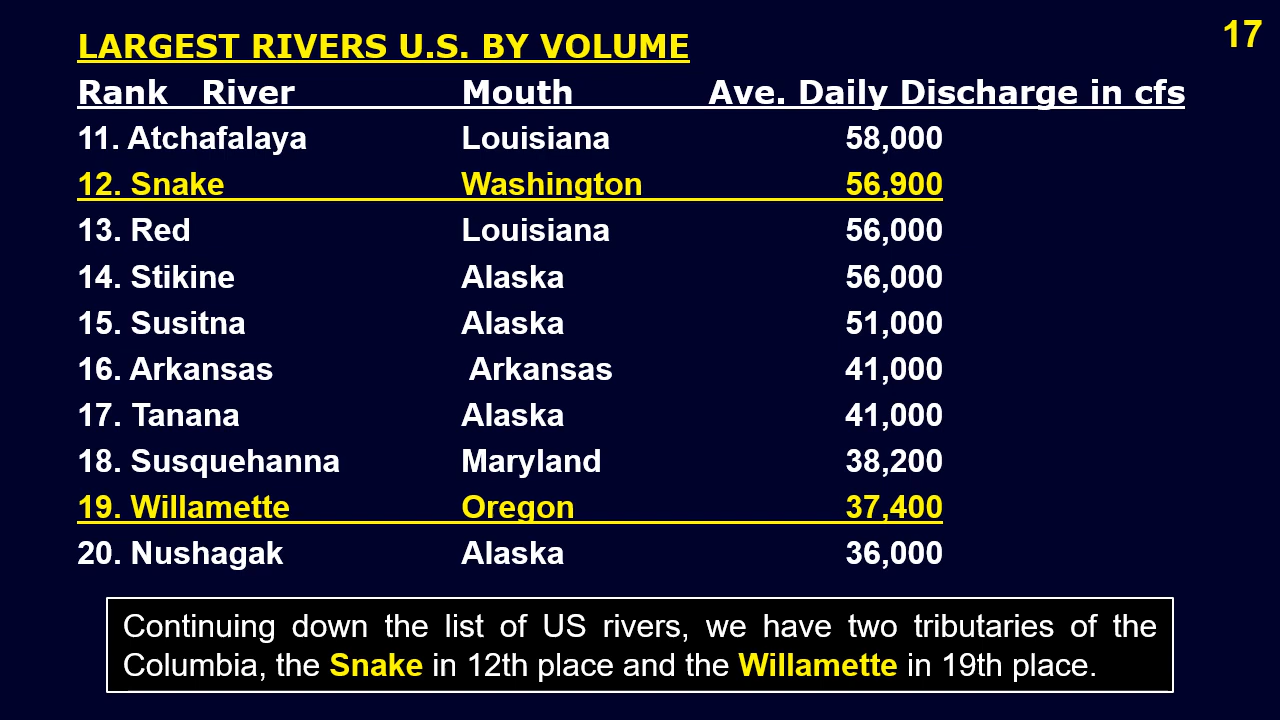 17
LARGEST RIVERS U.S. BY VOLUME
Rank River Mouth Ave. Daily Discharge in cfs
11. Atchafalaya Louisiana 58,000
12. Snake Washington 56,900
13. Red Louisiana 56,000
14. Stikine Alaska 56,000
15. Susitna Alaska 51,000
16. Arkansas Arkansas 41,000
17. Tanana Alaska 41,000
18. Susquehanna Maryland 38,200
19. Willamette Oregon 37,400
20. Nushagak Alaska 36,000
Continuing down the list of US rivers, we have two tributaries of the
Columbia, the Snake in 12th place and the Willamette in 19th place.